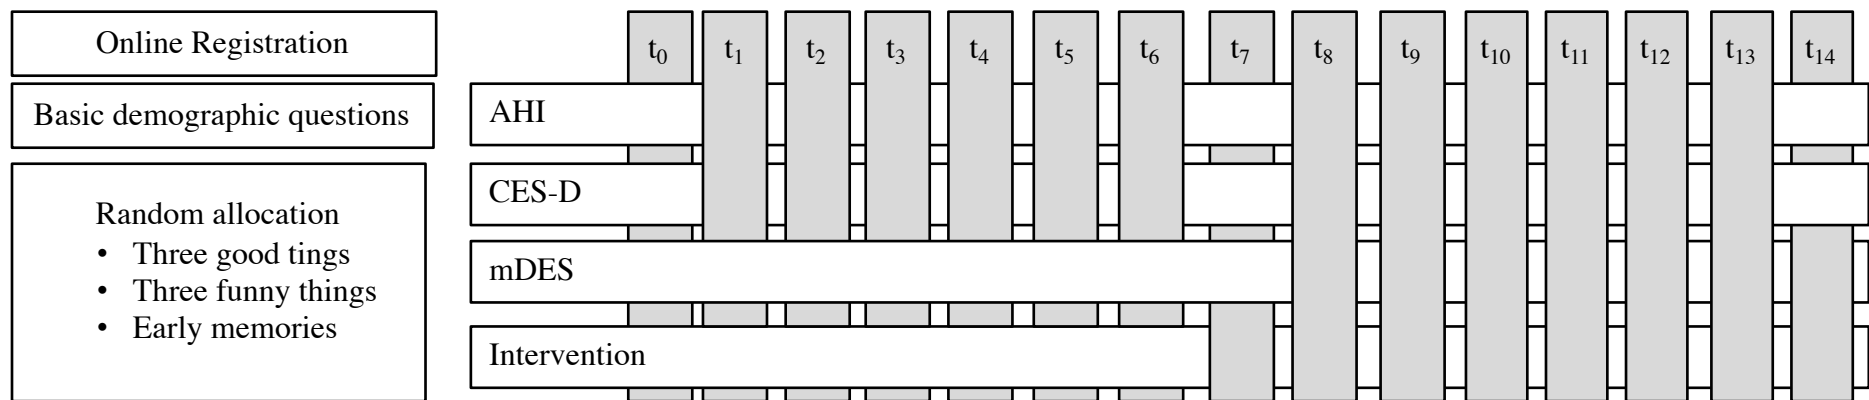 Online Registration
Basic demographic questions
Random allocation
• Three good tings
• Three funny things
• Early memories
t0 t1 t2 t3 t4 t5 t6 t7 t8 t9 t10 t11 t12 t13 t14
AHI
CES-D
mDES
Intervention